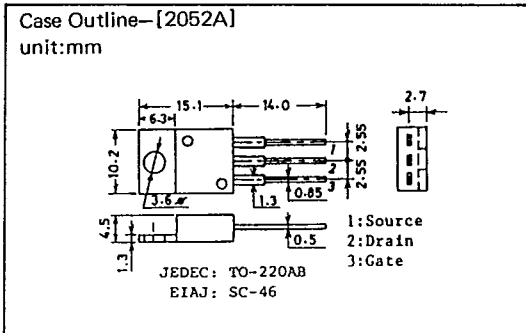 Case Outline—[2052A]
unit:mm
15.1
14.0
2.7
6.3
10.2
1
2
3
2.55
2.55
3.6ø
1.3
0.85
4.5
1.3
0.5
1:Source
2:Drain
3:Gate
JEDEC: TO-220AB
EIAJ: SC-46